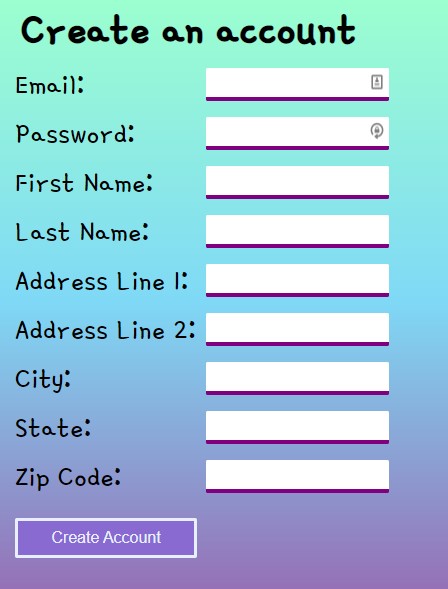 Create an account
Email:
Password:
First Name:
Last Name:
Address Line 1:
Address Line 2:
City:
State:
Zip Code:
Create Account